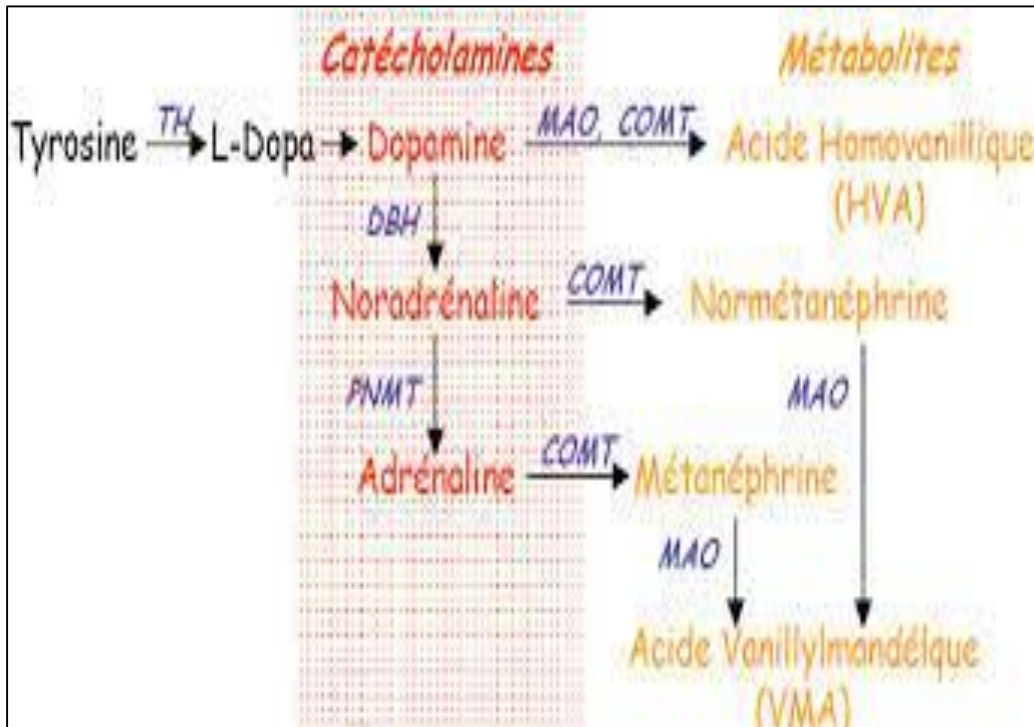 Catécholamines Métabolites
TH MAO, COMT
Tyrosine L-Dopa Dopamine Acide Homovanillique
(HVA)
DBH
COMT
Noradrénaline Normétanéphrine
PNMT MAO
COMT
Adrénaline Métanéphrine
MAO
Acide Vanillylmandélque
(VMA)